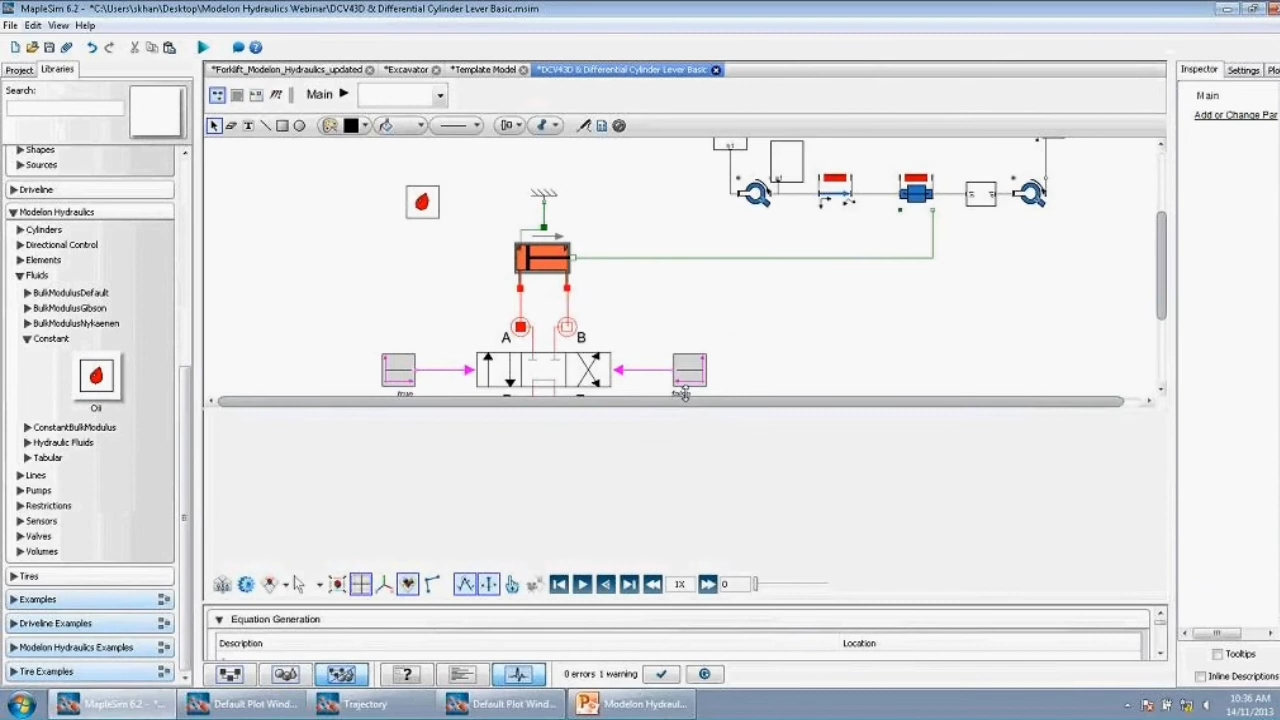 MapleSim 6.2 - *C:\Users\skhan\Desktop\Modelon Hydraulics Webinar\DCV43D & Differential Cylinder Lever Basic.msim
File Edit View Help
Project Libraries
*Forklift_Modelon_Hydraulics_updated *Excavator *Template Model *DCV43D & Differential Cylinder Lever Basic
Inspector Settings Plo
Search:
Main
Main
Add or Change Par
T
Shapes
Sources
Driveline
Modelon Hydraulics
Cylinders
Directional Control
Elements
Fluids
BulkModulusDefault
BulkModulusGibson
BulkModulusNykaenen
Constant
Oil
ConstantBulkModulus
Hydraulic Fluids
Tabular
Lines
Pumps
Restrictions
Sensors
Valves
Volumes
Tires
Examples
Driveline Examples
Modelon Hydraulics Examples
Tire Examples
A B
true
1X 0
Equation Generation
Description Location
0 errors 1 warning
Tooltips
Inline Descriptions
MapleSim 6.2 - *... Default Plot Wind... Trajectory Default Plot Wind... Modelon Hydraul...
10:36 AM
14/11/2013